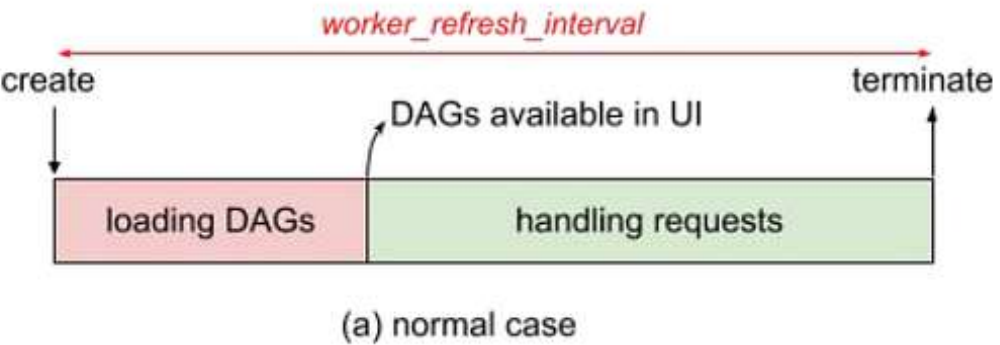 worker_refresh_interval
create
terminate
DAGs available in UI
loading DAGs
handling requests
(a) normal case